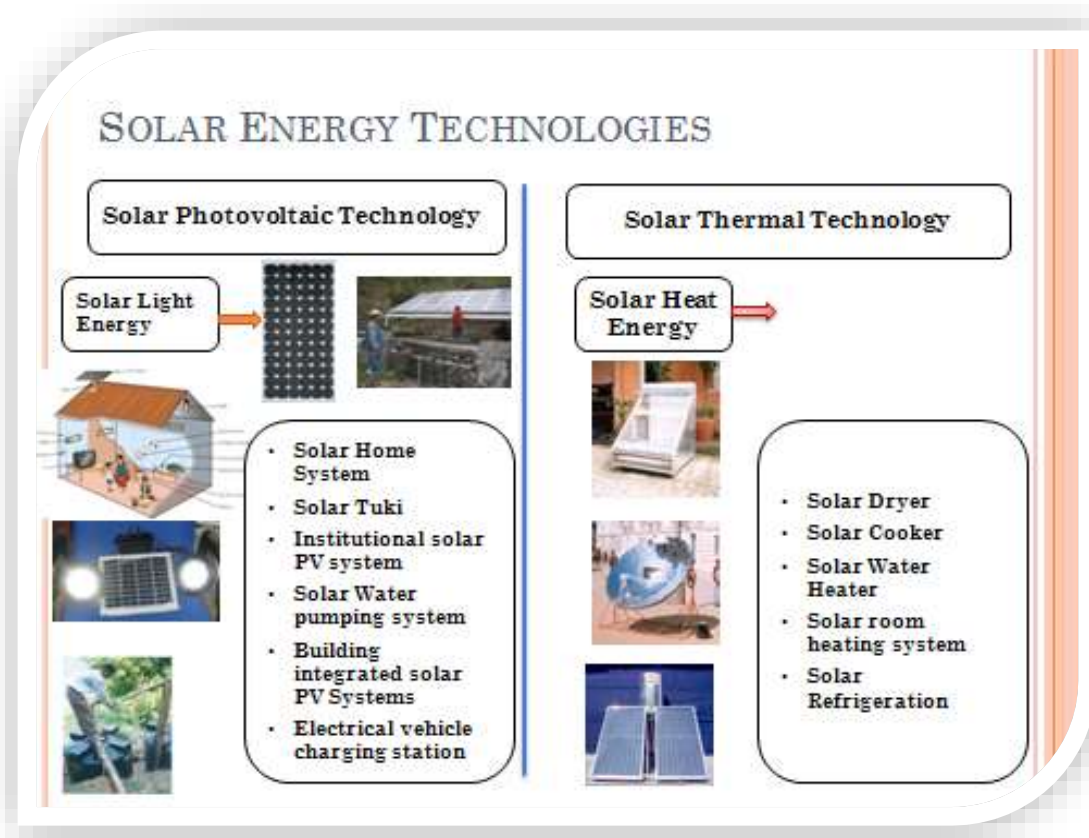 SOLAR ENERGY TECHNOLOGIES
Solar Photovoltaic Technology
Solar Light
Energy
• Solar Home
System
• Solar Tuki
• Institutional solar
PV system
• Solar Water
pumping system
• Building
integrated solar
PV Systems
• Electrical vehicle
charging station
Solar Thermal Technology
Solar Heat
Energy
• Solar Dryer
• Solar Cooker
• Solar Water
Heater
• Solar room
heating system
• Solar
Refrigeration